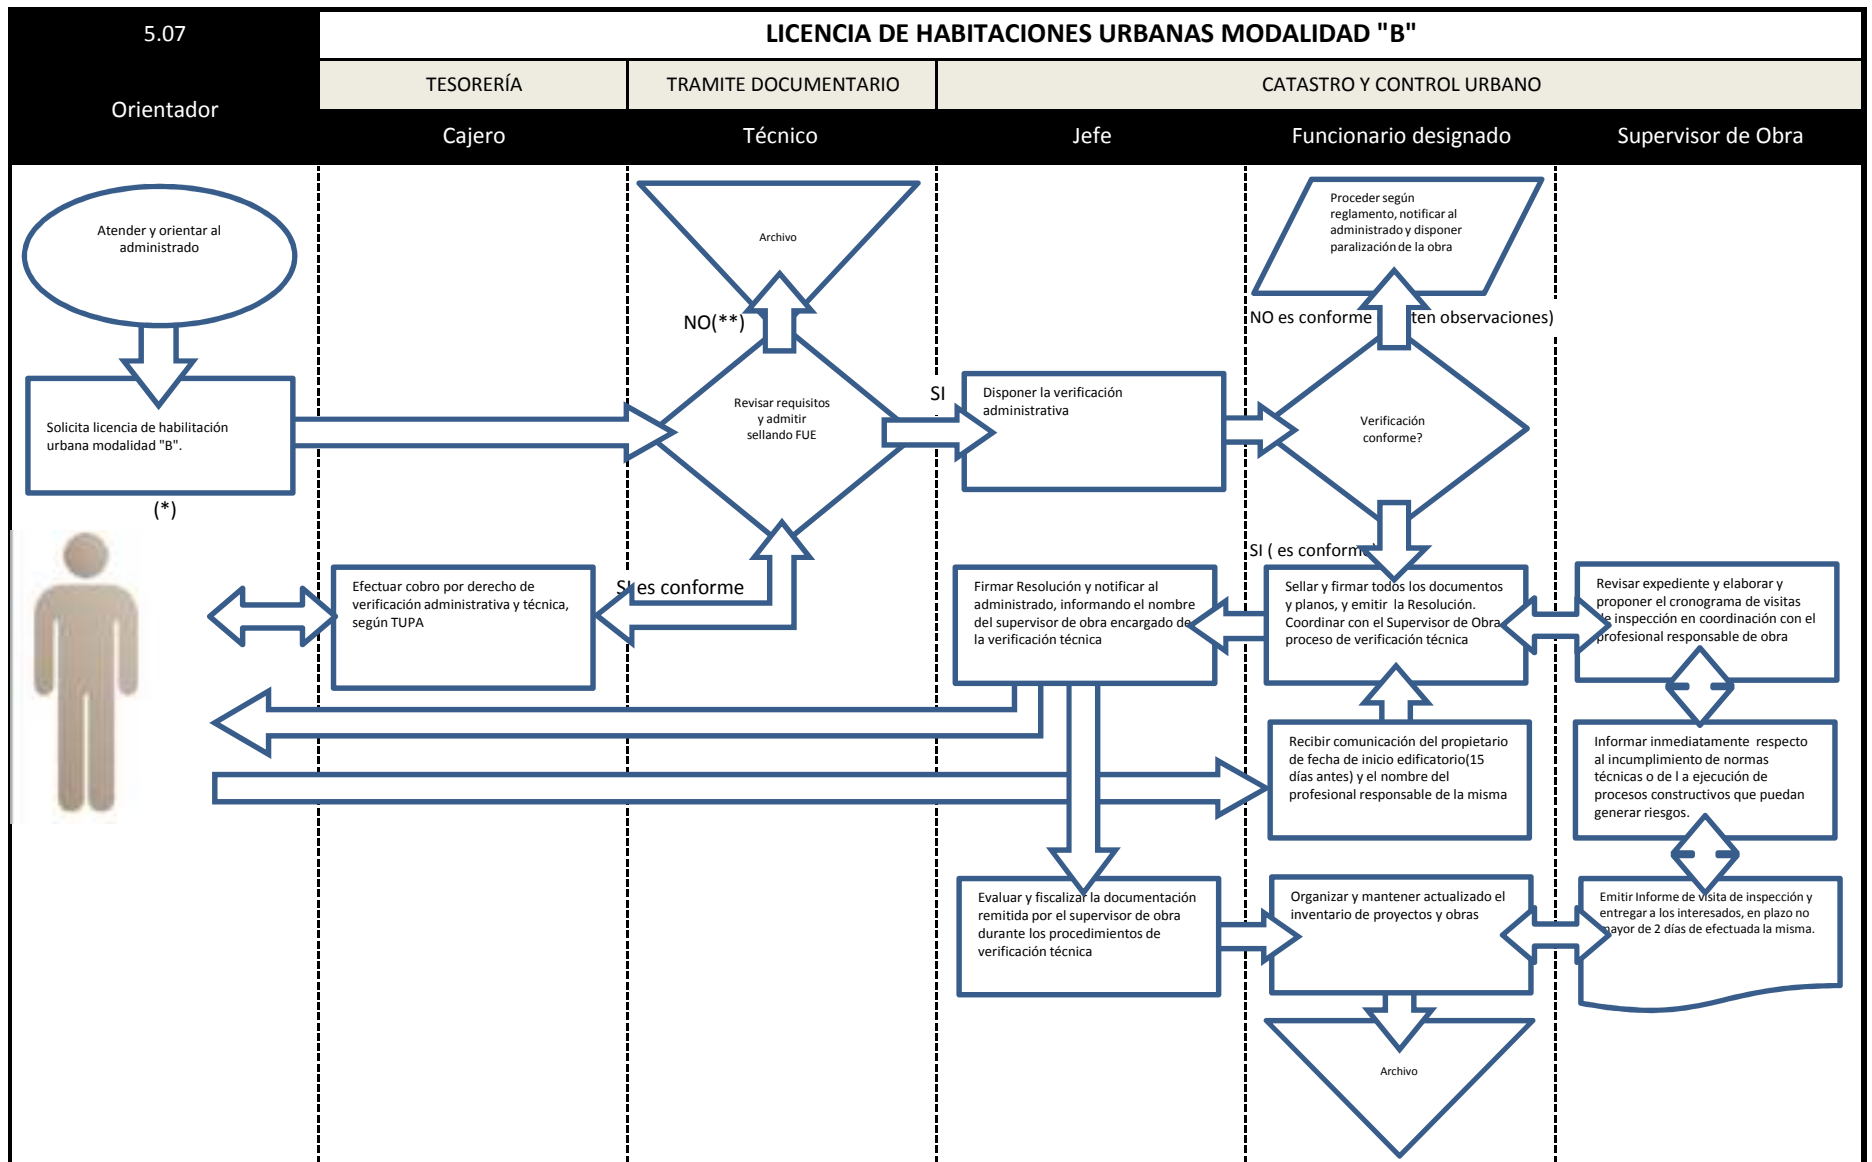 5.07
LICENCIA DE HABITACIONES URBANAS MODALIDAD "B"
Orientador
TESORERÍA
TRAMITE DOCUMENTARIO
CATASTRO Y CONTROL URBANO
Cajero
Técnico
Jefe
Funcionario designado
Supervisor de Obra
Atender y orientar al
administrado
Archivo
Proceder según
reglamento, notificar al
administrado y disponer
paralización de la obra
NO(**)
NO es conforme
ten observaciones)
Solicita licencia de habilitación
urbana modalidad "B".
(*)
Revisar requisitos
y admitir
sellando FUE
SI
Disponer la verificación
administrativa
Verificación
conforme?
SI ( es conforme)
Efectuar cobro por derecho de
verificación administrativa y técnica,
según TUPA
SI es conforme
Firmar Resolución y notificar al
administrado, informando el nombre
del supervisor de obra encargado de
la verificación técnica
Sellar y firmar todos los documentos
y planos, y emitir la Resolución.
Coordinar con el Supervisor de Obra
proceso de verificación técnica
Revisar expediente y elaborar y
proponer el cronograma de visitas
de inspección en coordinación con el
profesional responsable de obra
Recibir comunicación del propietario
de fecha de inicio edificatorio(15
días antes) y el nombre del
profesional responsable de la misma
Informar inmediatamente respecto
al incumplimiento de normas
técnicas o de l a ejecución de
procesos constructivos que puedan
generar riesgos.
Evaluar y fiscalizar la documentación
remitida por el supervisor de obra
durante los procedimientos de
verificación técnica
Organizar y mantener actualizado el
inventario de proyectos y obras
Emitir Informe de visita de inspección y
entregar a los interesados, en plazo no
mayor de 2 días de efectuada la misma.
Archivo